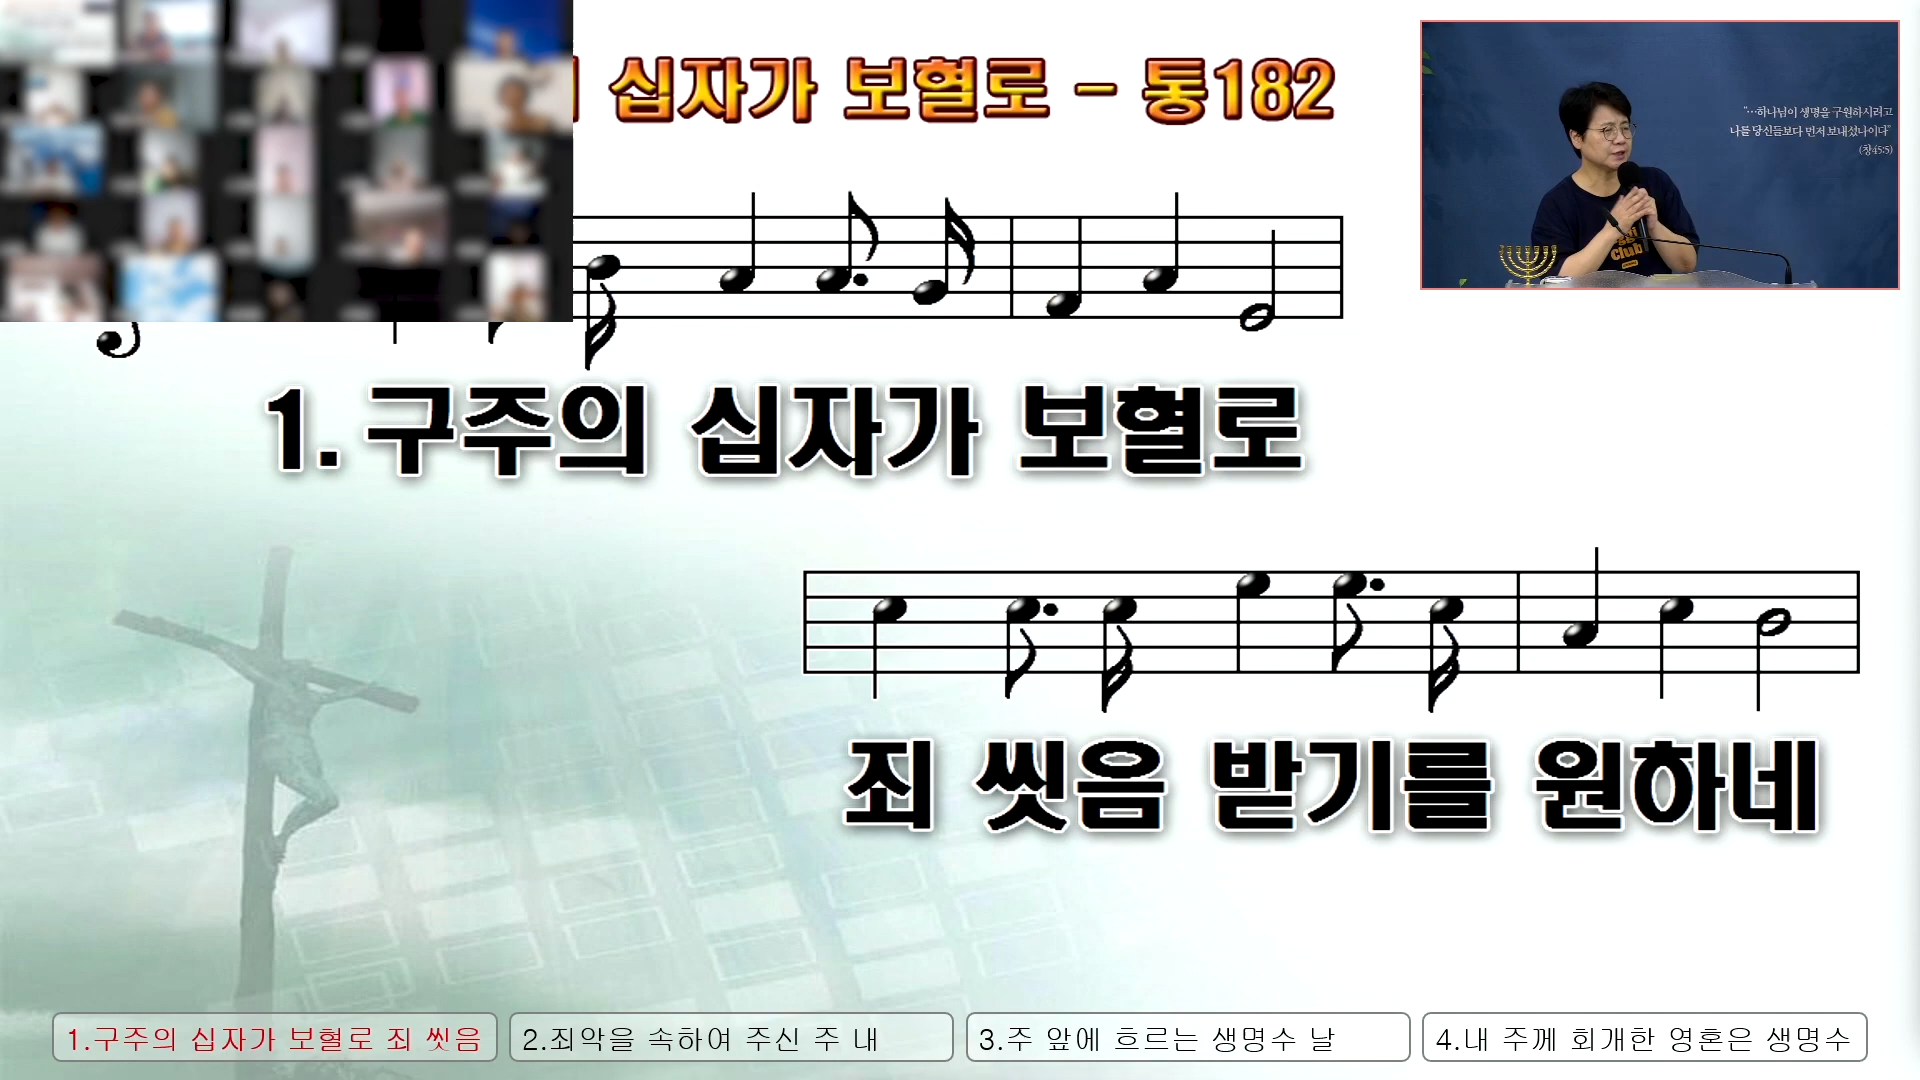 십자가 보혈로 - 통182
"…하나님이 생명을 구원하시려고
나를 당신들보다 먼저 보내셨나이다"
(창45:5)
club
1. 구주의 십자가 보혈로
죄 씻음 받기를 원하네
1.구주의 십자가 보혈로 죄 씻음
2.죄악을 속하여 주신 주 내
3.주 앞에 흐르는 생명수 날
4.내 주께 회개한 영혼은 생명수